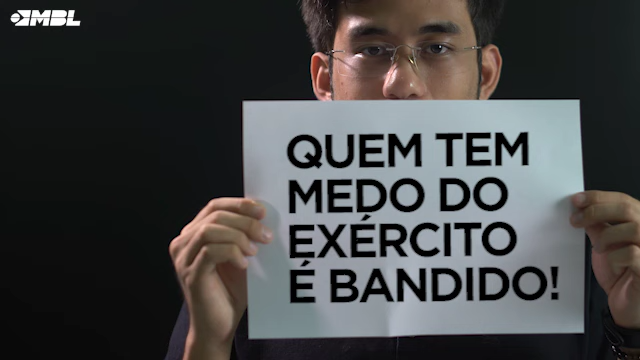 MBL
QUEM TEM
MEDO DO
EXÉRCITO
É BANDIDO!